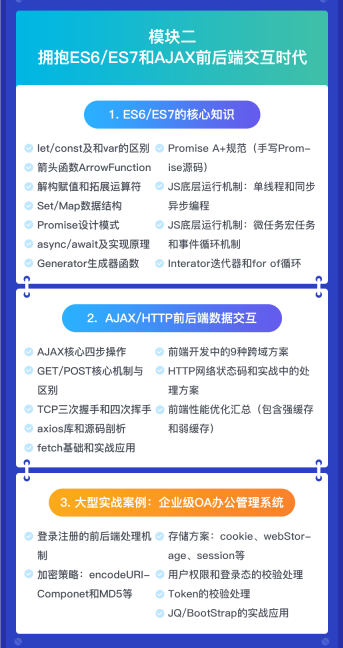 模块二
拥抱ES6/ES7和AJAX前后端交互时代
1. ES6/ES7的核心知识
let/const及和var的区别
箭头函数ArrowFunction
解构赋值和拓展运算符
Set/Map数据结构
Promise设计模式
async/await及实现原理
Generator生成器函数
Promise A+规范（手写Prom-
ise源码）
JS底层运行机制：单线程和同步
异步编程
JS底层运行机制：微任务宏任务
和事件循环机制
Interator迭代器和for of循环
2. AJAX/HTTP前后端数据交互
AJAX核心四步操作
GET/POST核心机制与
区别
TCP三次握手和四次挥手
axios库和源码剖析
fetch基础和实战应用
前端开发中的9种跨域方案
HTTP网络状态码和实战中的处
理方案
前端性能优化汇总（包含强缓存
和弱缓存）
3. 大型实战案例：企业级OA办公管理系统
登录注册的前后端处理机
制
加密策略：encodeURI-
Componet和MD5等
存储方案：cookie、webStor-
age、session等
用户权限和登录态的校验处理
Token的校验处理
JQ/BootStrap的实战应用